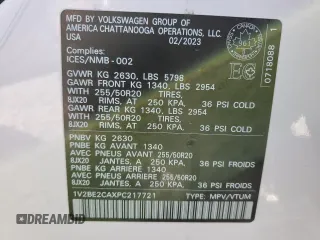 MFD BY VOLKSWAGEN GROUP OF
AMERICA CHATTANOOGA OPERATIONS, LLC.
USA 02/2023
ICES/NMB-002
GVWR KG 2630, LBS 5798
GAWR FRONT KG 1340, LBS 2954
WITH 255/50R20 TIRES,
8JX20 RIMS, AT 250 KPA, 36 PSI COLD
GAWR REAR KG 1340, LBS 2954
WITH 255/50R20 TIRES,
8JX20 RIMS, AT 250 KPA, 36 PSI COLD
PNBV KG 2630
PNBE KG AVANT 1340
AVEC PNEUS AVANT 255/50R20
8JX20 JANTES, A 250 KPA, 36 PSI Froids
PNBE KG ARRIERE 1340
AVEC PNEUS ARRIERE 255/50R20
8JX20 JANTES, A 250 KPA, 36 PSI Froids
1V2BE2CAXPC217721 TYPE: MPV/VTUM
0718088 1
DREAM AND DRIVE